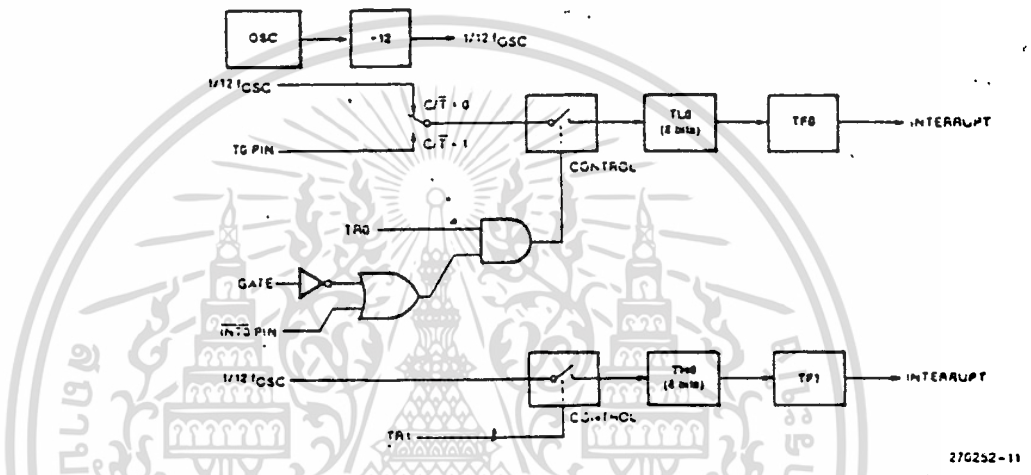 OSC
÷12
1/12 fOSC
1/12 fOSC
C/T̅ = 0
C/T̅ = 1
T0 PIN
CONTROL
TL0
(8 bits)
TF0
INTERRUPT
TR0
GATE
I̅N̅T̅0̅ PIN
1/12 fOSC
CONTROL
TH0
(8 bits)
TF1
INTERRUPT
TR1
270252-11